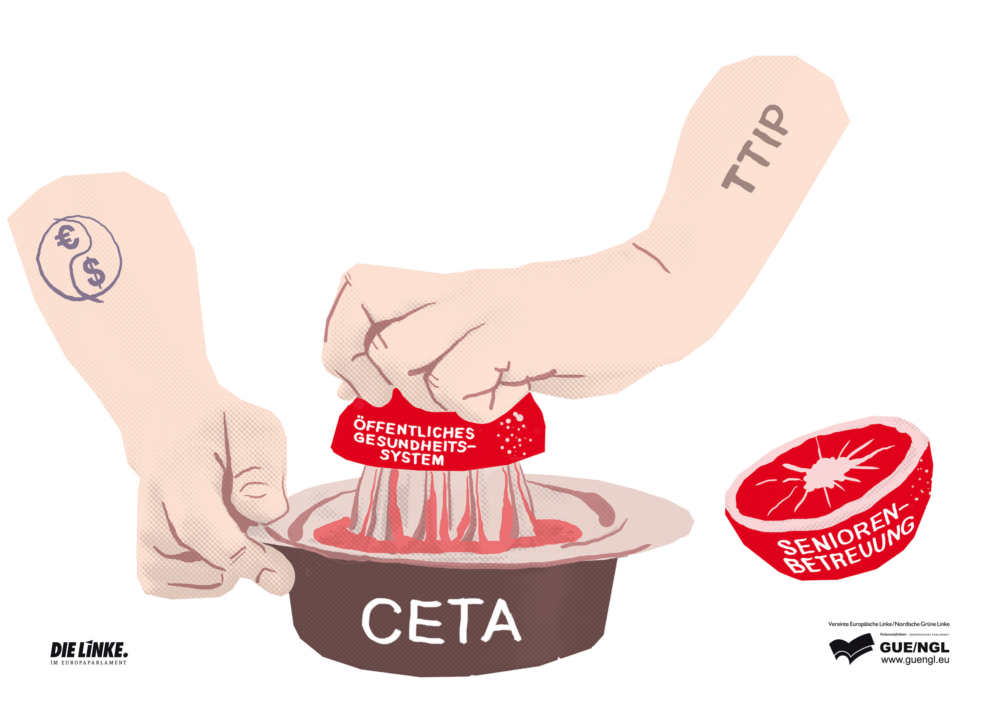 TTIP
€
$
ÖFFENTLICHES
GESUNDHEITS-
SYSTEM
SENIOREN-
BETREUUNG
CETA
DIE LINKE.
IM EUROPAPARLAMENT
Vereinte Europäische Linke/Nordische Grüne Linke
Parlamentsfraktion · EUROPÄISCHES PARLAMENT
GUE/NGL
www.guengl.eu